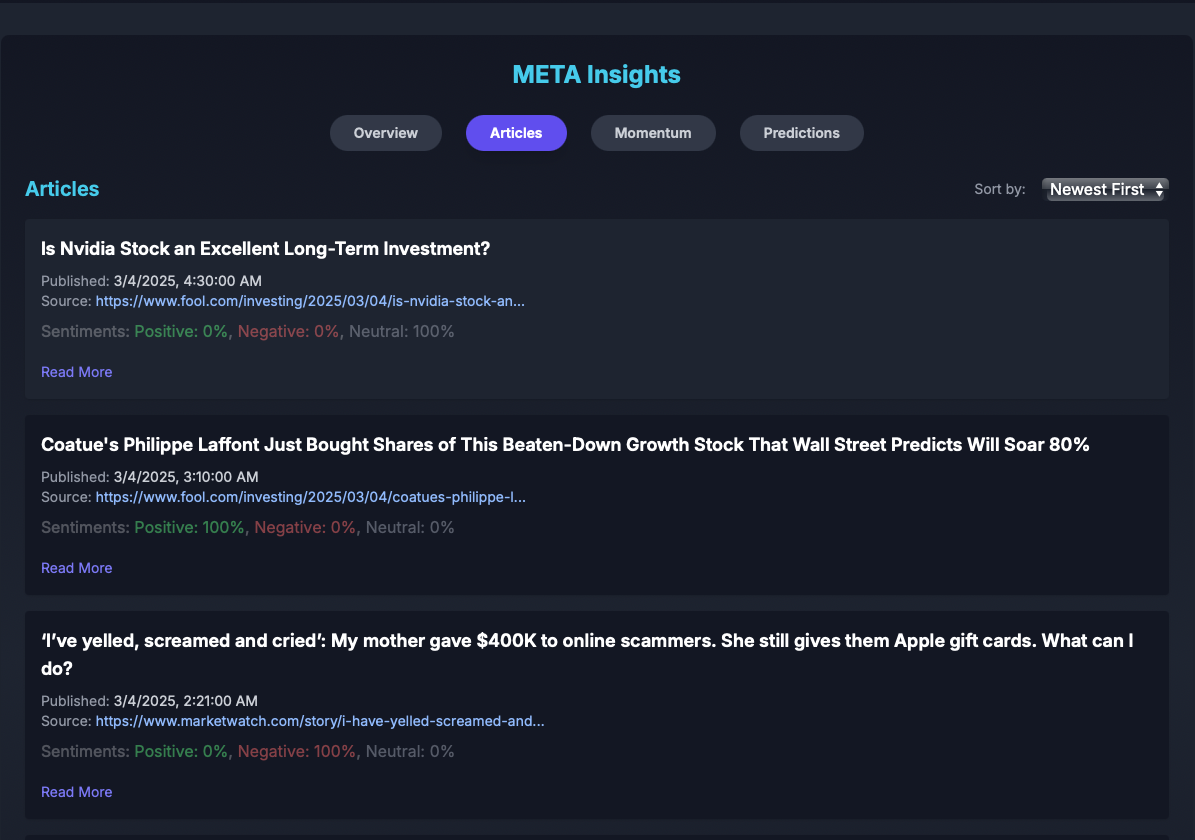 META Insights
Overview Articles Momentum Predictions
Articles
Sort by: Newest First
Is Nvidia Stock an Excellent Long-Term Investment?
Published: 3/4/2025, 4:30:00 AM
Source: https://www.fool.com/investing/2025/03/04/is-nvidia-stock-an...
Sentiments: Positive: 0%, Negative: 0%, Neutral: 100%
Read More
Coatue's Philippe Laffont Just Bought Shares of This Beaten-Down Growth Stock That Wall Street Predicts Will Soar 80%
Published: 3/4/2025, 3:10:00 AM
Source: https://www.fool.com/investing/2025/03/04/coatues-philippe-l...
Sentiments: Positive: 100%, Negative: 0%, Neutral: 0%
Read More
‘I’ve yelled, screamed and cried’: My mother gave $400K to online scammers. She still gives them Apple gift cards. What can I
do?
Published: 3/4/2025, 2:21:00 AM
Source: https://www.marketwatch.com/story/i-have-yelled-screamed-and...
Sentiments: Positive: 0%, Negative: 100%, Neutral: 0%
Read More